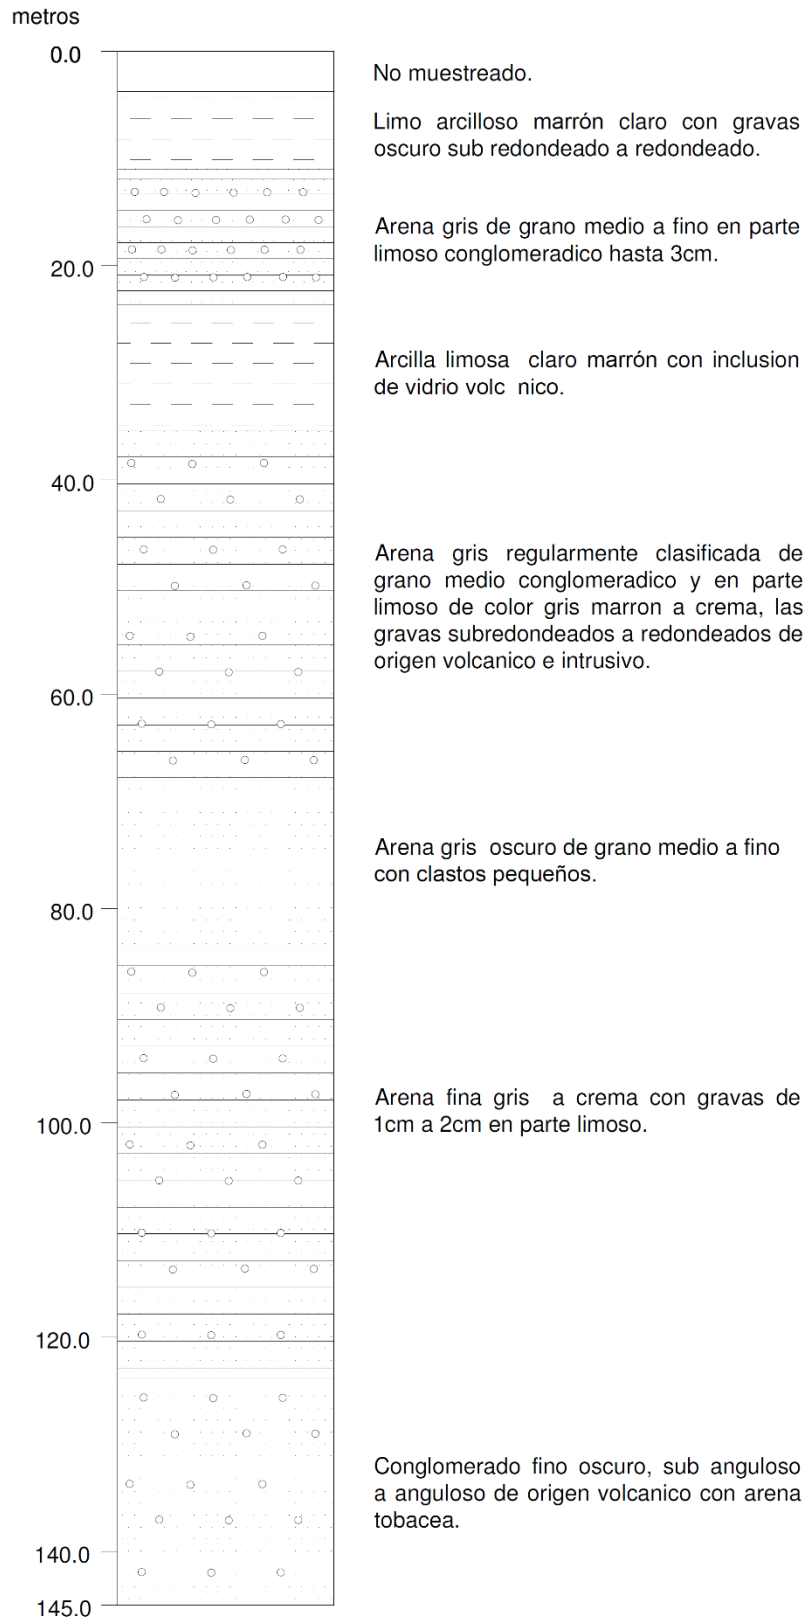 metros
0.0
No muestreado.
Limo arcilloso marrón claro con gravas
oscuro sub redondeado a redondeado.
Arena gris de grano medio a fino en parte
limoso conglomeradico hasta 3cm.
20.0
Arcilla limosa claro marrón con inclusion
de vidrio volc nico.
40.0
Arena gris regularmente clasificada de
grano medio conglomeradico y en parte
limoso de color gris marron a crema, las
gravas subredondeados a redondeados de
origen volcanico e intrusivo.
60.0
Arena gris oscuro de grano medio a fino
con clastos pequeños.
80.0
Arena fina gris a crema con gravas de
1cm a 2cm en parte limoso.
100.0
120.0
Conglomerado fino oscuro, sub anguloso
a anguloso de origen volcanico con arena
tobacea.
140.0
145.0